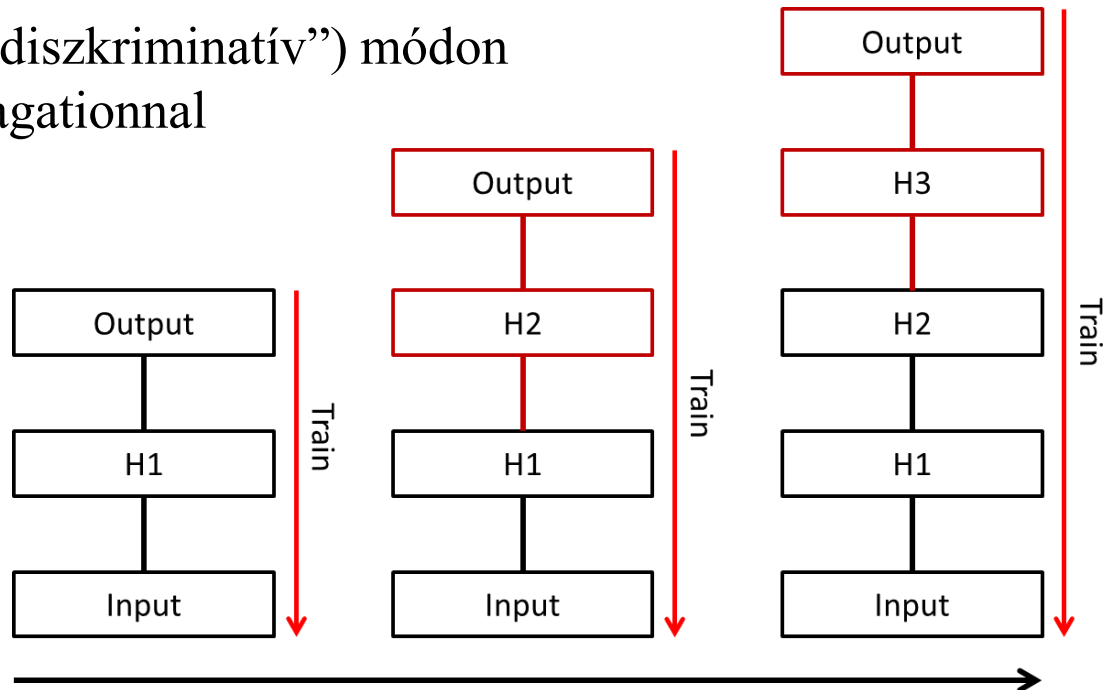 diszkriminatív”) módon
agationnal
Output
H1
Input
Train
Output
H2
H1
Input
Train
Output
H3
H2
H1
Input
Train